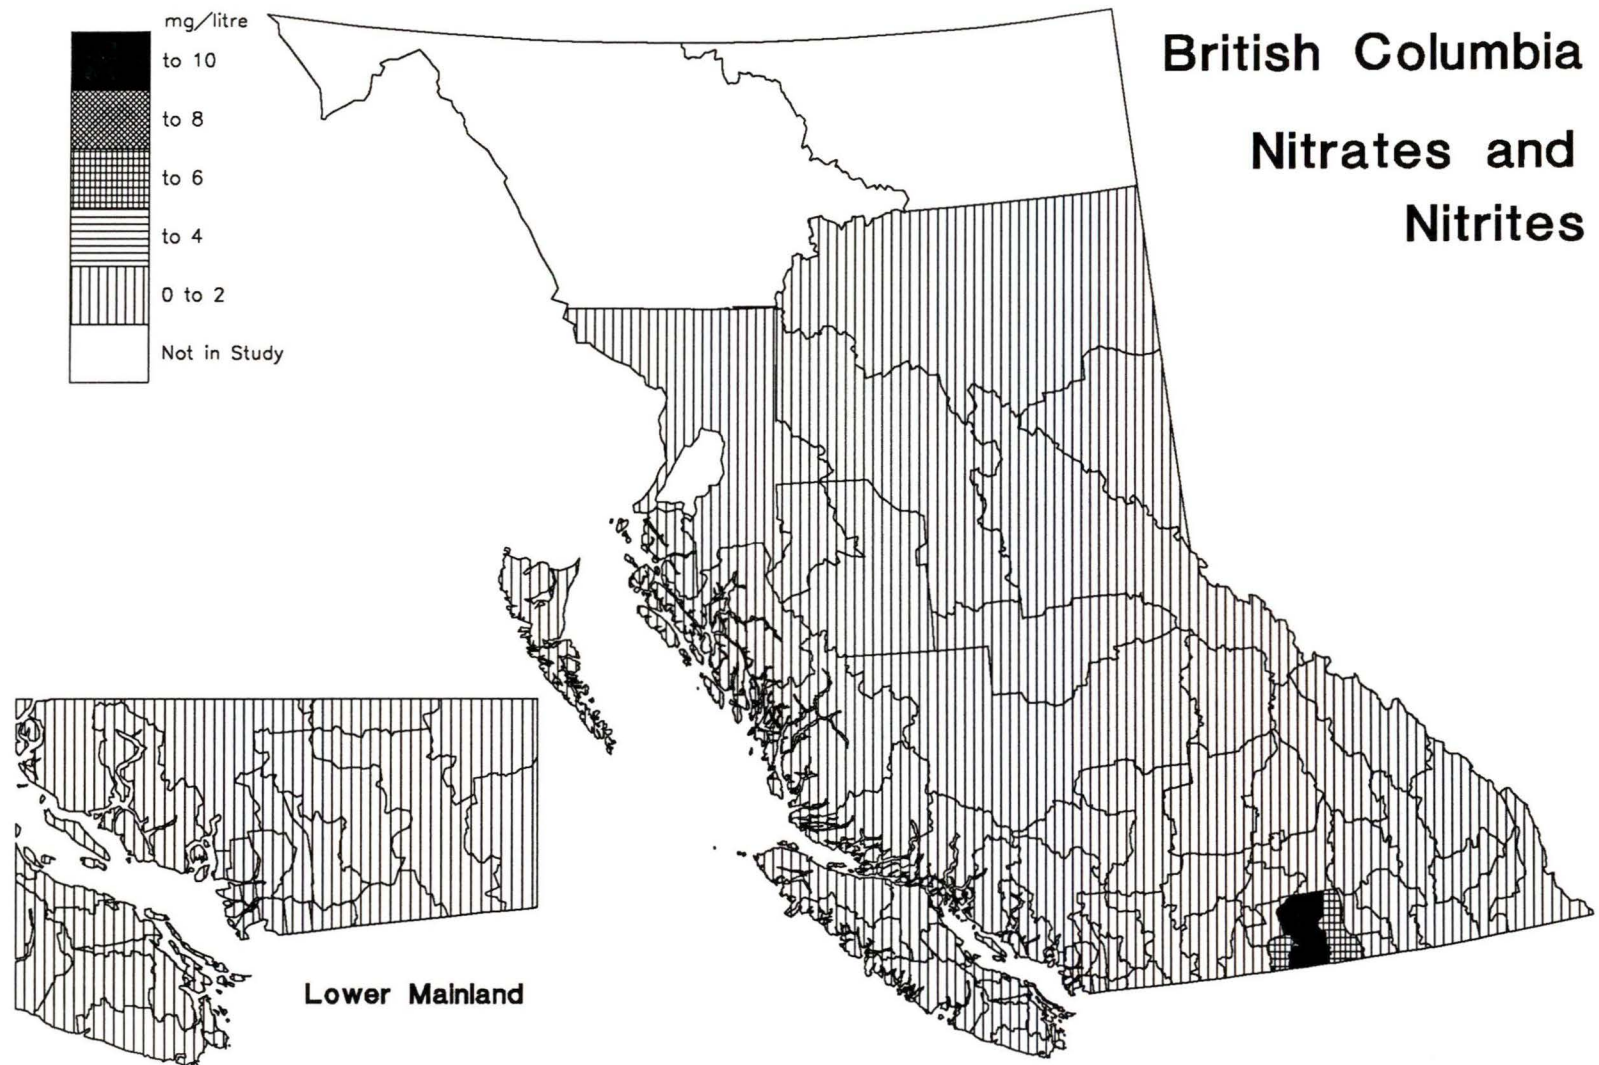 mg/litre
to 10
to 8
to 6
to 4
0 to 2
Not in Study
British Columbia
Nitrates and
Nitrites
Lower Mainland